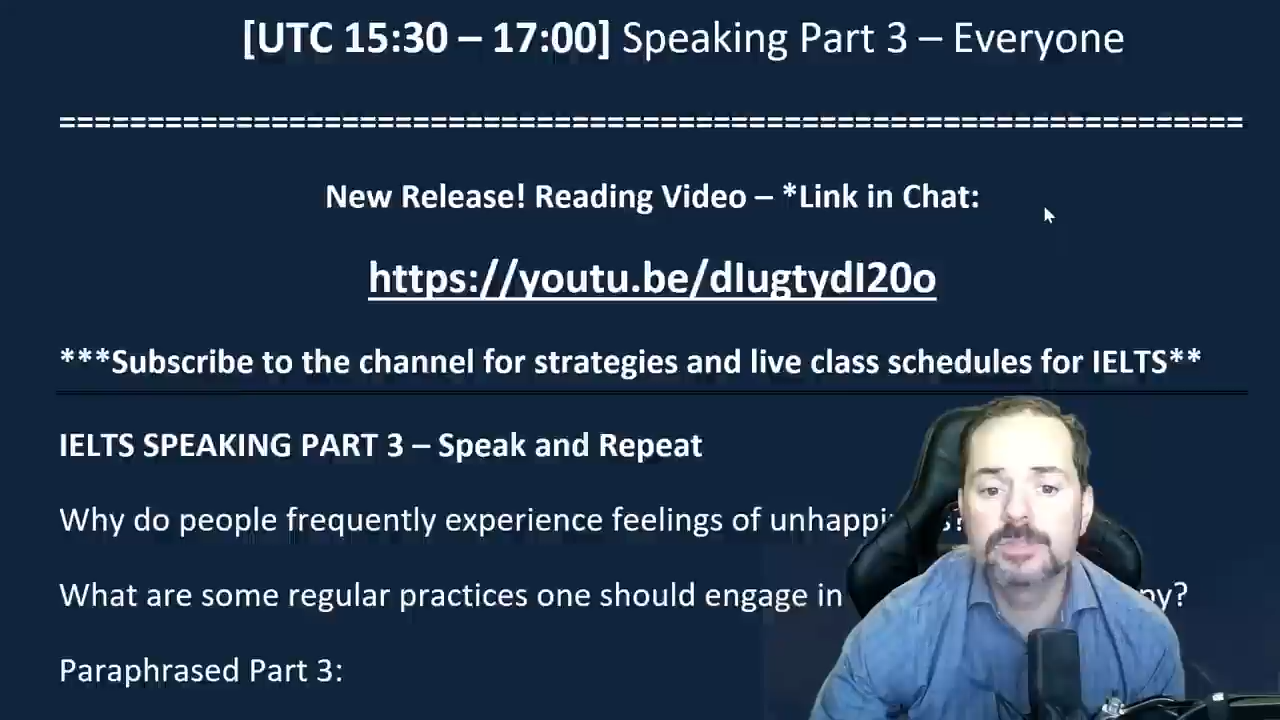 [UTC 15:30 – 17:00] Speaking Part 3 – Everyone
====================================================================
New Release! Reading Video – *Link in Chat:
https://youtu.be/dIugtydI20o
***Subscribe to the channel for strategies and live class schedules for IELTS**
IELTS SPEAKING PART 3 – Speak and Repeat
Why do people frequently experience feelings of
What are some regular practices one should engage in
Paraphrased Part 3: